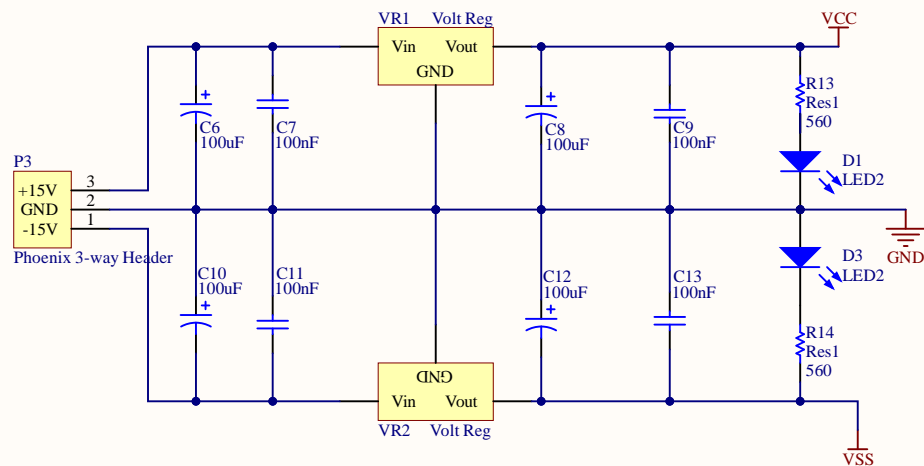 VR1 Volt Reg
VCC
Vin Vout
GND
R13
Res1
560
+
C6
100uF
C7
100nF
+
C8
100uF
C9
100nF
D1
LED2
P3
+15V 3
GND 2
-15V 1
Phoenix 3-way Header
GND
C10
100uF
C11
100nF
+
C12
100uF
C13
100nF
+
D3
LED2
R14
Res1
560
GND
Vin Vout
VR2 Volt Reg
VSS